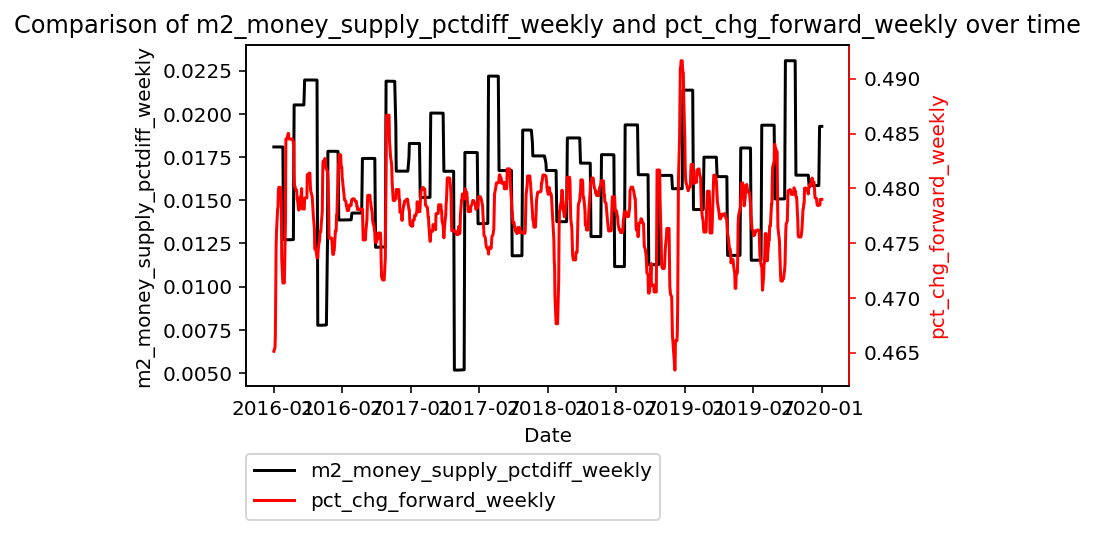 Comparison of m2_money_supply_pctdiff_weekly and pct_chg_forward_weekly over time
m2_money_supply_pctdiff_weekly
0.0225
0.0200
0.0175
0.0150
0.0125
0.0100
0.0075
0.0050
0.490
0.485
0.480
0.475
0.470
0.465
pct_chg_forward_weekly
2016-01 2016-07 2017-01 2017-07 2018-01 2018-07 2019-01 2019-07 2020-01
Date
m2_money_supply_pctdiff_weekly
pct_chg_forward_weekly